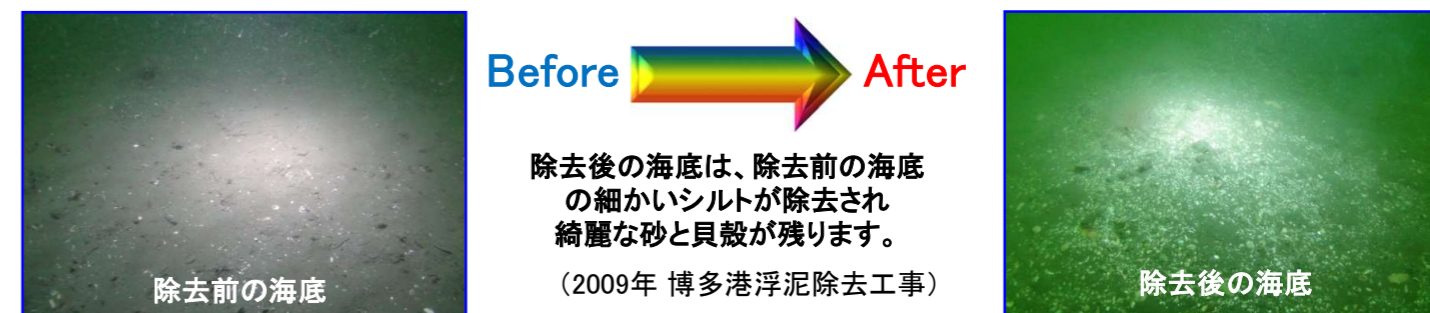 Before
After
除去後の海底は、除去前の海底
の細かいシルトが除去され
綺麗な砂と貝殻が残ります。
（2009年 博多港浮泥除去工事）
除去前の海底
除去後の海底